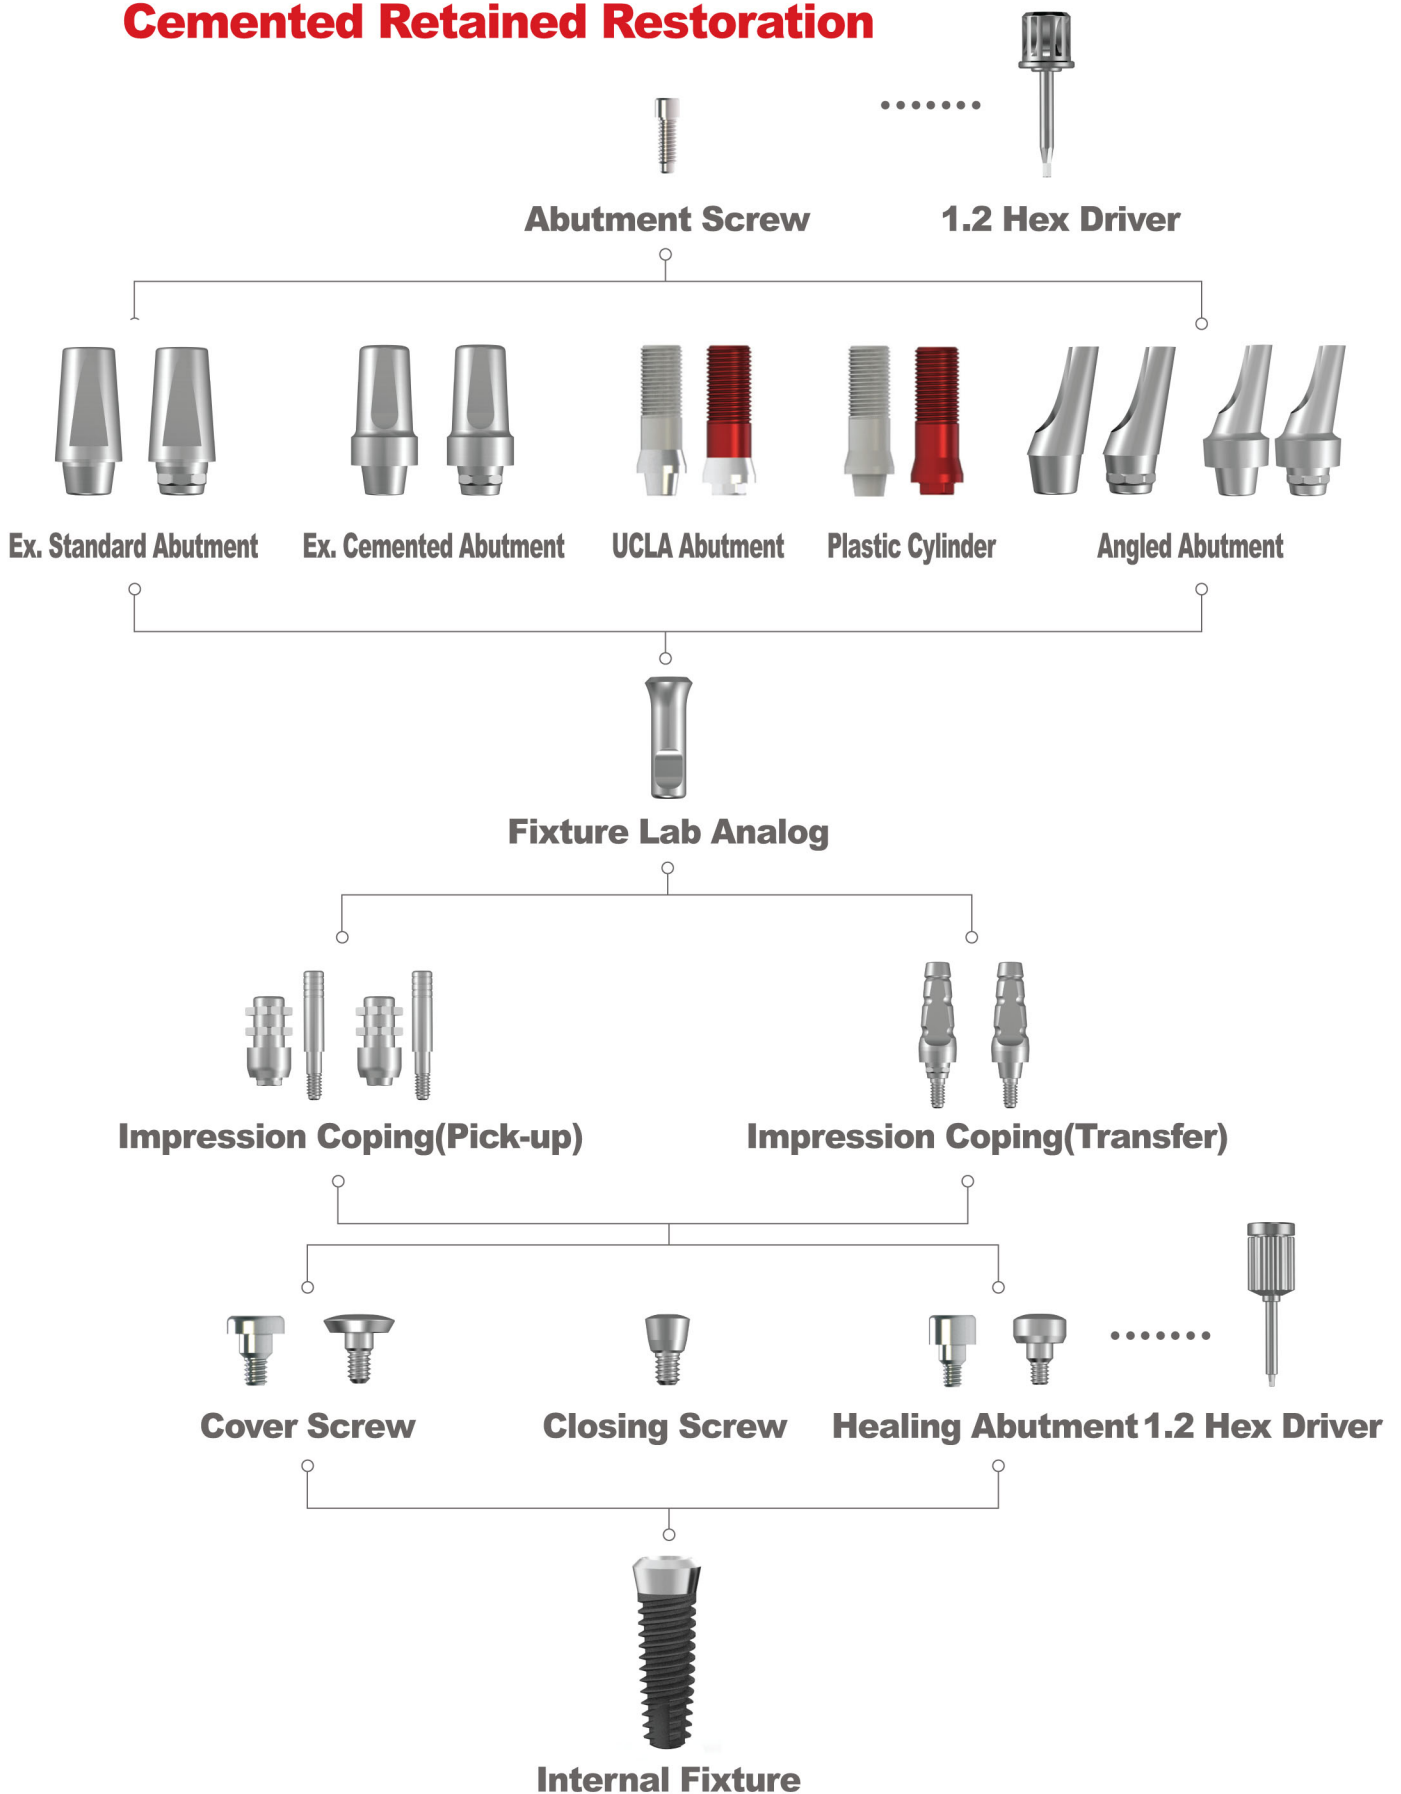 Cemented Retained Restoration
Abutment Screw
1.2 Hex Driver
Ex. Standard Abutment
Ex. Cemented Abutment
UCLA Abutment
Plastic Cylinder
Angled Abutment
Fixture Lab Analog
Impression Coping(Pick-up)
Impression Coping(Transfer)
Cover Screw
Closing Screw
Healing Abutment
1.2 Hex Driver
Internal Fixture